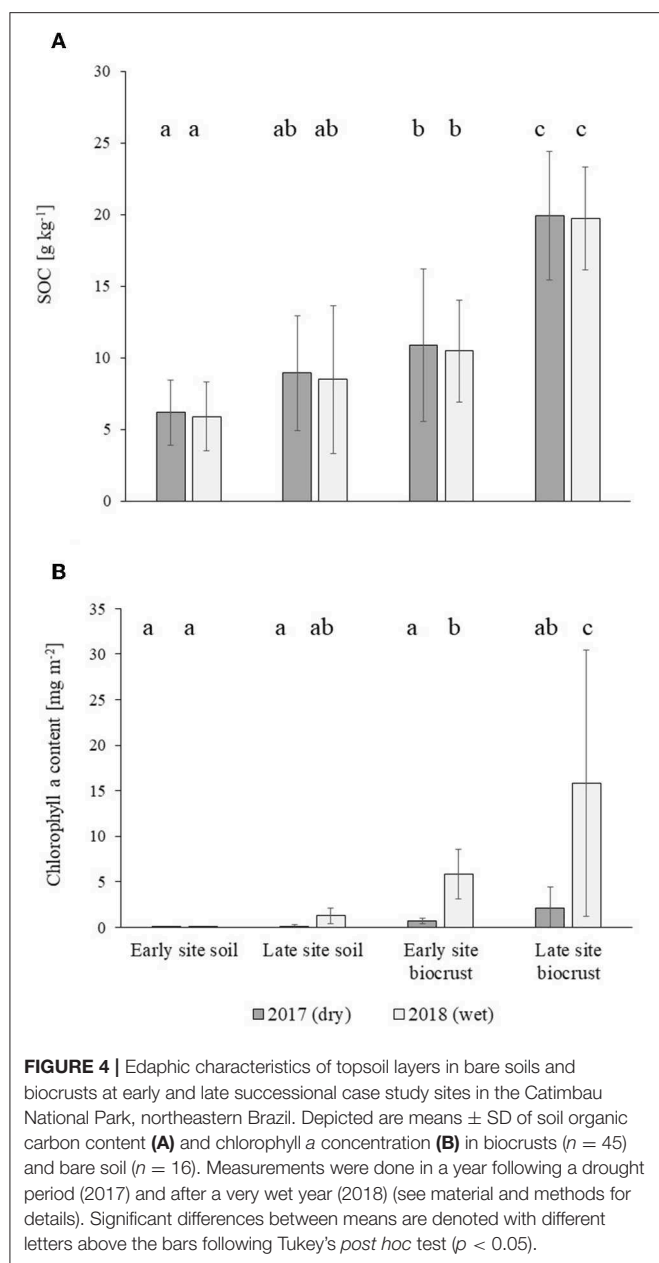 A
30
a a ab ab b b c c
25
20
15
10
5
0
SOC [g kg-1]
B
35
a a a ab a b ab c
30
25
20
15
10
5
0
Chlorophyll a content [mg m-2]
Early site soil Late site soil Early site biocrust Late site biocrust
2017 (dry) 2018 (wet)
FIGURE 4 | Edaphic characteristics of topsoil layers in bare soils and
biocrusts at early and late successional case study sites in the Catimbau
National Park, northeastern Brazil. Depicted are means ± SD of soil organic
carbon content (A) and chlorophyll a concentration (B) in biocrusts (n = 45)
and bare soil (n = 16). Measurements were done in a year following a drought
period (2017) and after a very wet year (2018) (see material and methods for
details). Significant differences between means are denoted with different
letters above the bars following Tukey's post hoc test (p < 0.05).